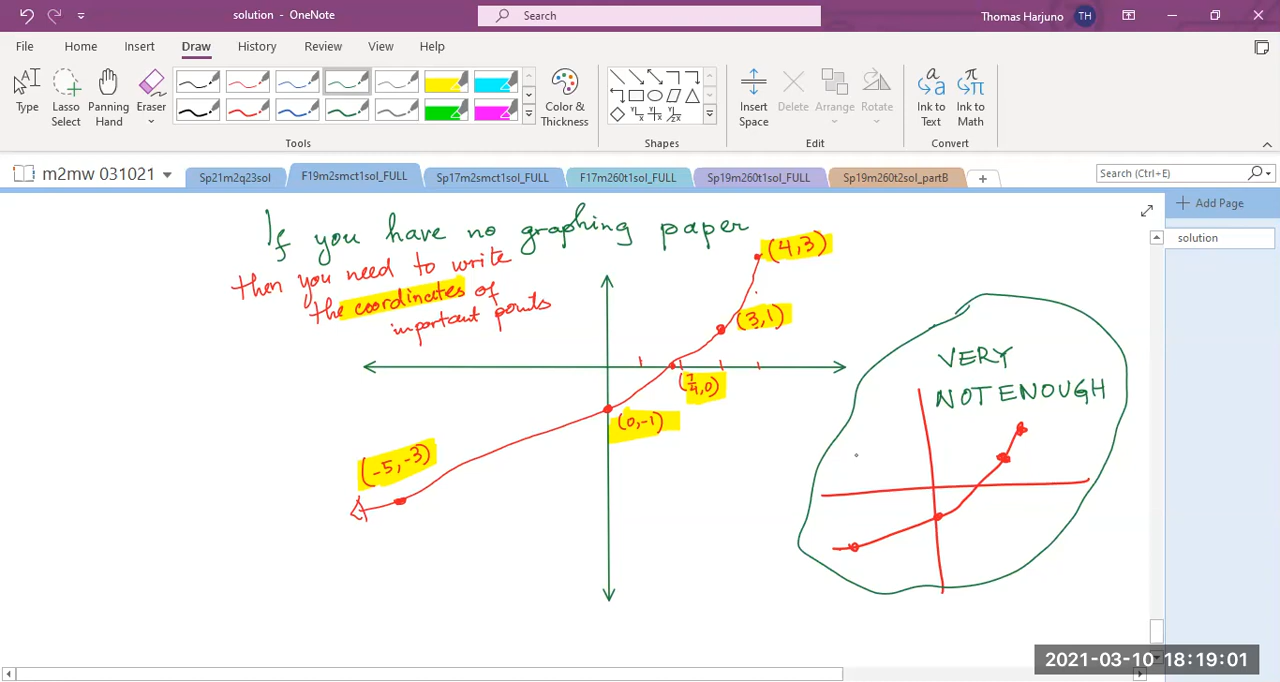 solution - OneNote
Search
Thomas Harjuno TH
File Home Insert Draw History Review View Help
Type
Lasso Select
Panning Hand
Eraser
Color & Thickness
Insert Space
Delete
Arrange
Rotate
Ink to Text
Ink to Math
Tools
Shapes
Edit
Convert
m2mw 031021
Sp21m2q23sol
F19m2smct1sol_FULL
Sp17m2smct1sol_FULL
F17m260t1sol_FULL
Sp19m260t1sol_FULL
Sp19m260t2sol_partB
Search (Ctrl+E)
Add Page
solution
If you have no graphing paper
then you need to write
the coordinates of
important points
(4,3)
(3,1)
(7/4,0)
(0,-1)
(-5,-3)
VERY
NOT ENOUGH
2021-03-10 18:19:01